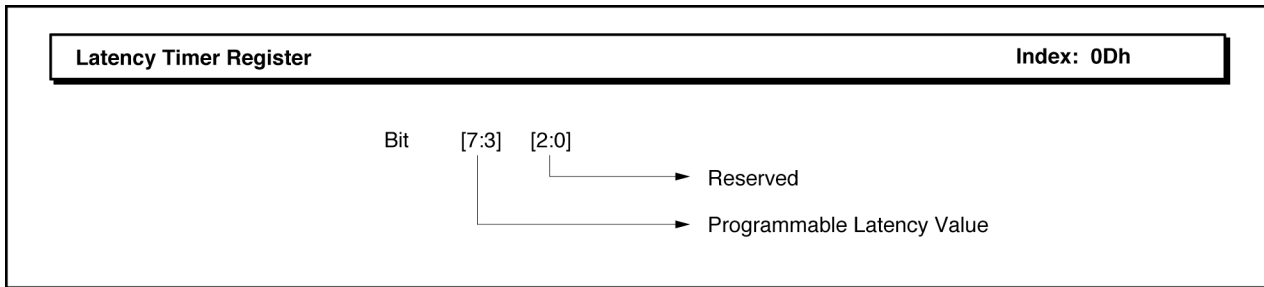 Latency Timer Register Index: 0Dh
Bit [7:3] [2:0]
Reserved
Programmable Latency Value